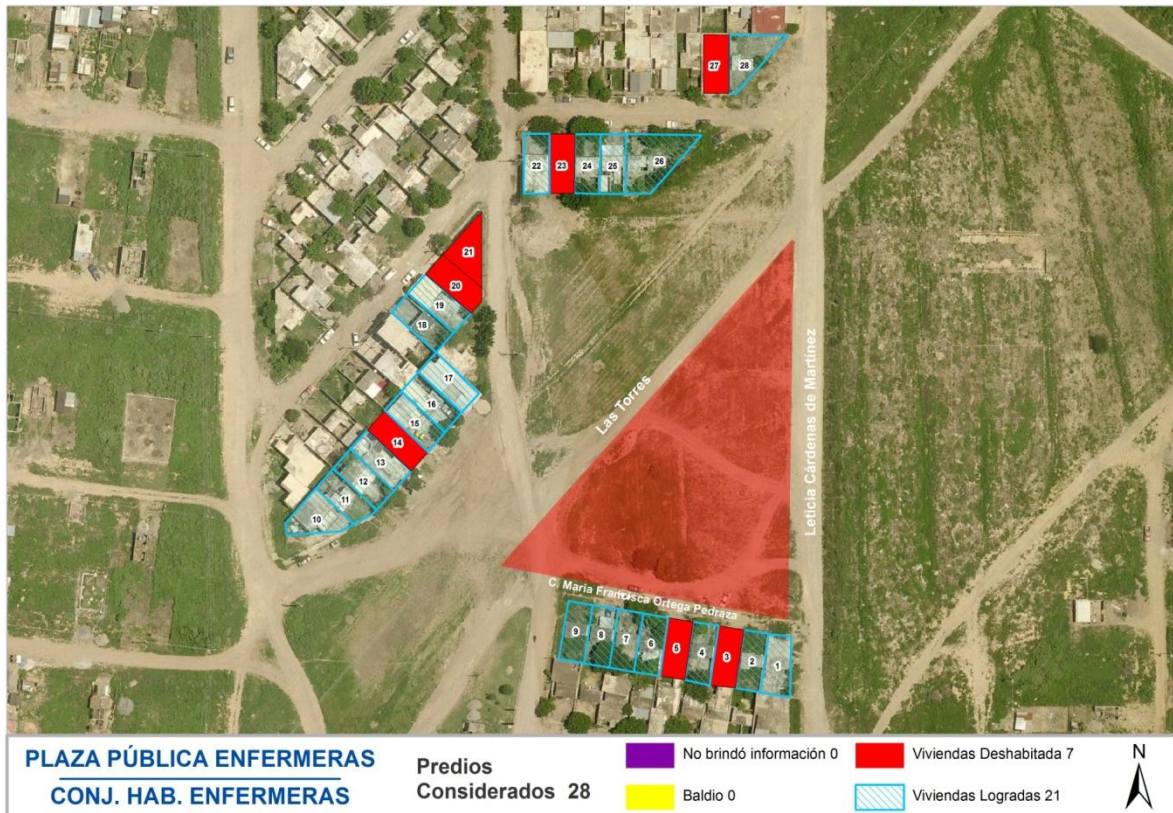 27
28
22
23
24
25
26
21
20
19
18
17
16
15
14
13
12
11
10
Las Torres
Leticia Cárdenas de Martínez
C. Maria Francisca Ortega Pedraza
9
8
7
6
5
4
3
2
1
PLAZA PÚBLICA ENFERMERAS
CONJ. HAB. ENFERMERAS
Predios
Considerados 28
No brindó información 0
Baldio 0
Viviendas Deshabitada 7
Viviendas Logradas 21
N